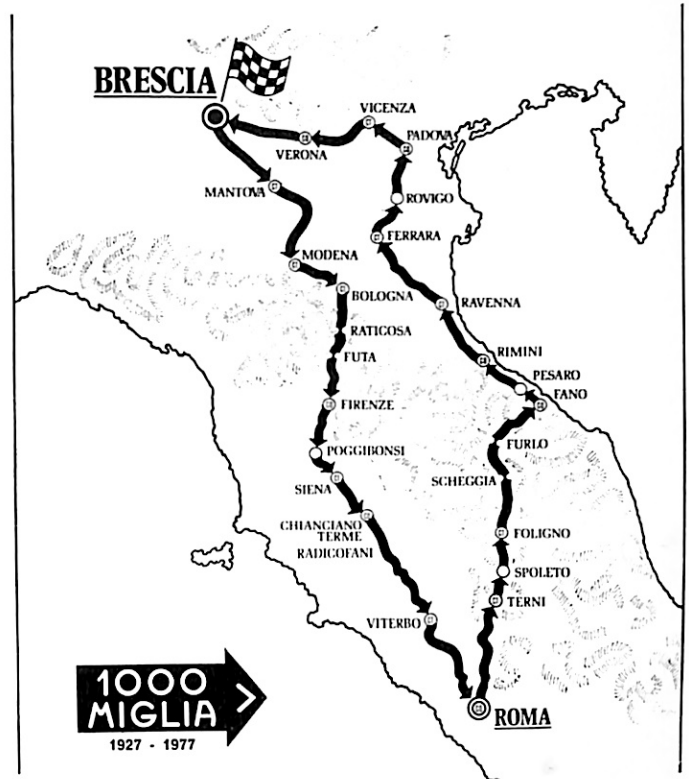 BRESCIA
VICENZA
PADOVA
VERONA
MANTOVA
ROVIGO
FERRARA
MODENA
BOLOGNA
RAVENNA
RATICOSA
FUTA
RIMINI
PESARO
FANO
FIRENZE
FURLO
POGGIBONSI
SCHEGGIA
SIENA
CHIANCIANO
TERME
RADICOFANI
FOLIGNO
SPOLETO
TERNI
VITERBO
ROMA
1000
MIGLIA
1927 - 1977